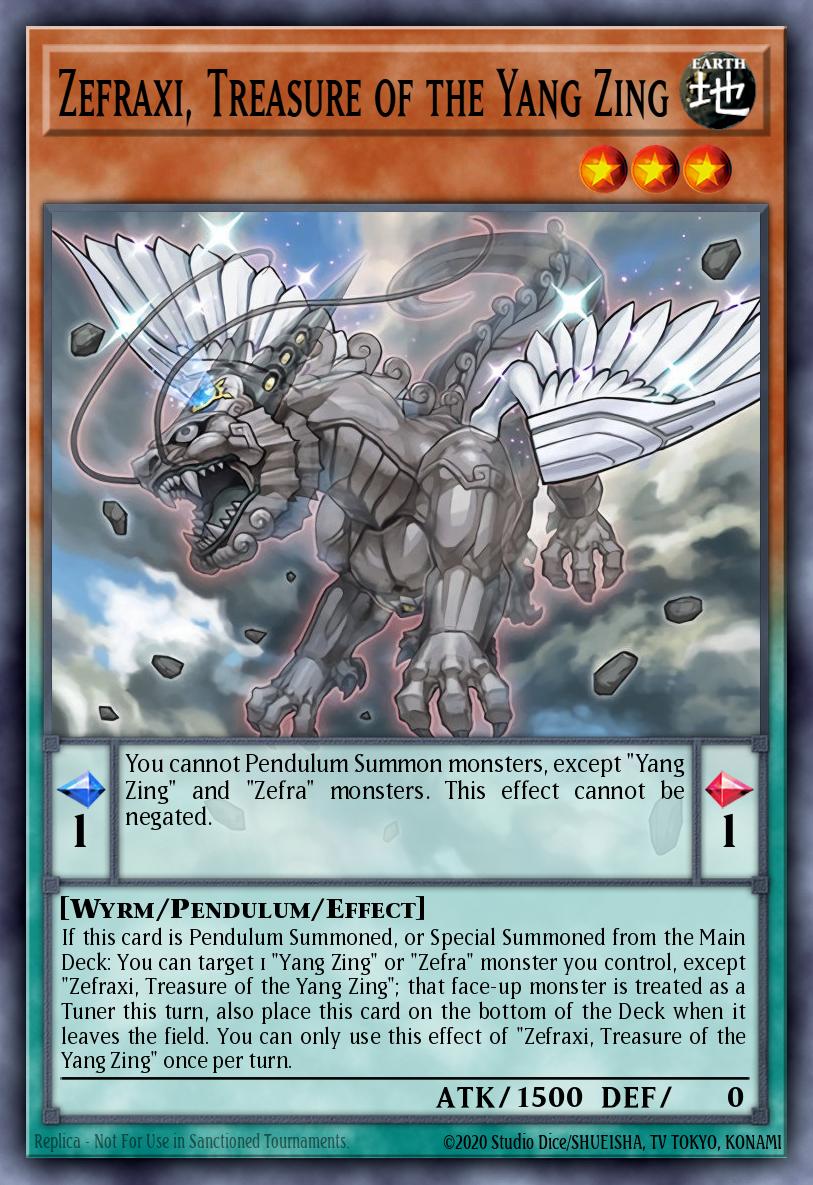 Zefraxi, Treasure of the Yang Zing
EARTH
地
You cannot Pendulum Summon monsters, except "Yang
Zing" and "Zefra" monsters. This effect cannot be
negated.
1
1
[Wyrm/Pendulum/Effect]
If this card is Pendulum Summoned, or Special Summoned from the Main
Deck: You can target 1 "Yang Zing" or "Zefra" monster you control, except
"Zefraxi, Treasure of the Yang Zing"; that face-up monster is treated as a
Tuner this turn, also place this card on the bottom of the Deck when it
leaves the field. You can only use this effect of "Zefraxi, Treasure of the
Yang Zing" once per turn.
ATK/1500 DEF/ 0
Replica - Not For Use in Sanctioned Tournaments.
©2020 Studio Dice/SHUEISHA, TV TOKYO, KONAMI